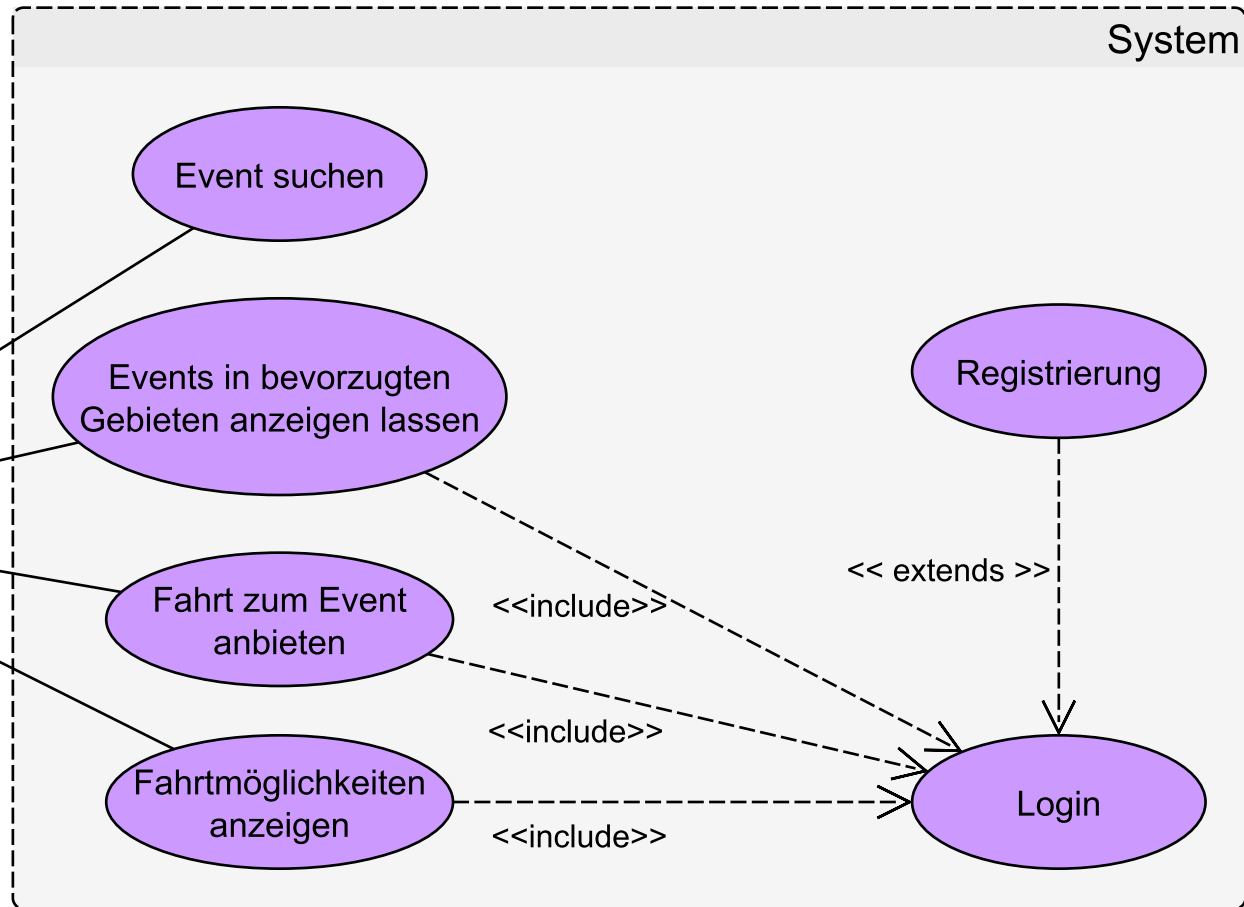 System
Event suchen
Events in bevorzugten
Gebieten anzeigen lassen
Registrierung
<< extends >>
Fahrt zum Event
anbieten
<<include>>
<<include>>
Fahrtmöglichkeiten
anzeigen
<<include>>
Login